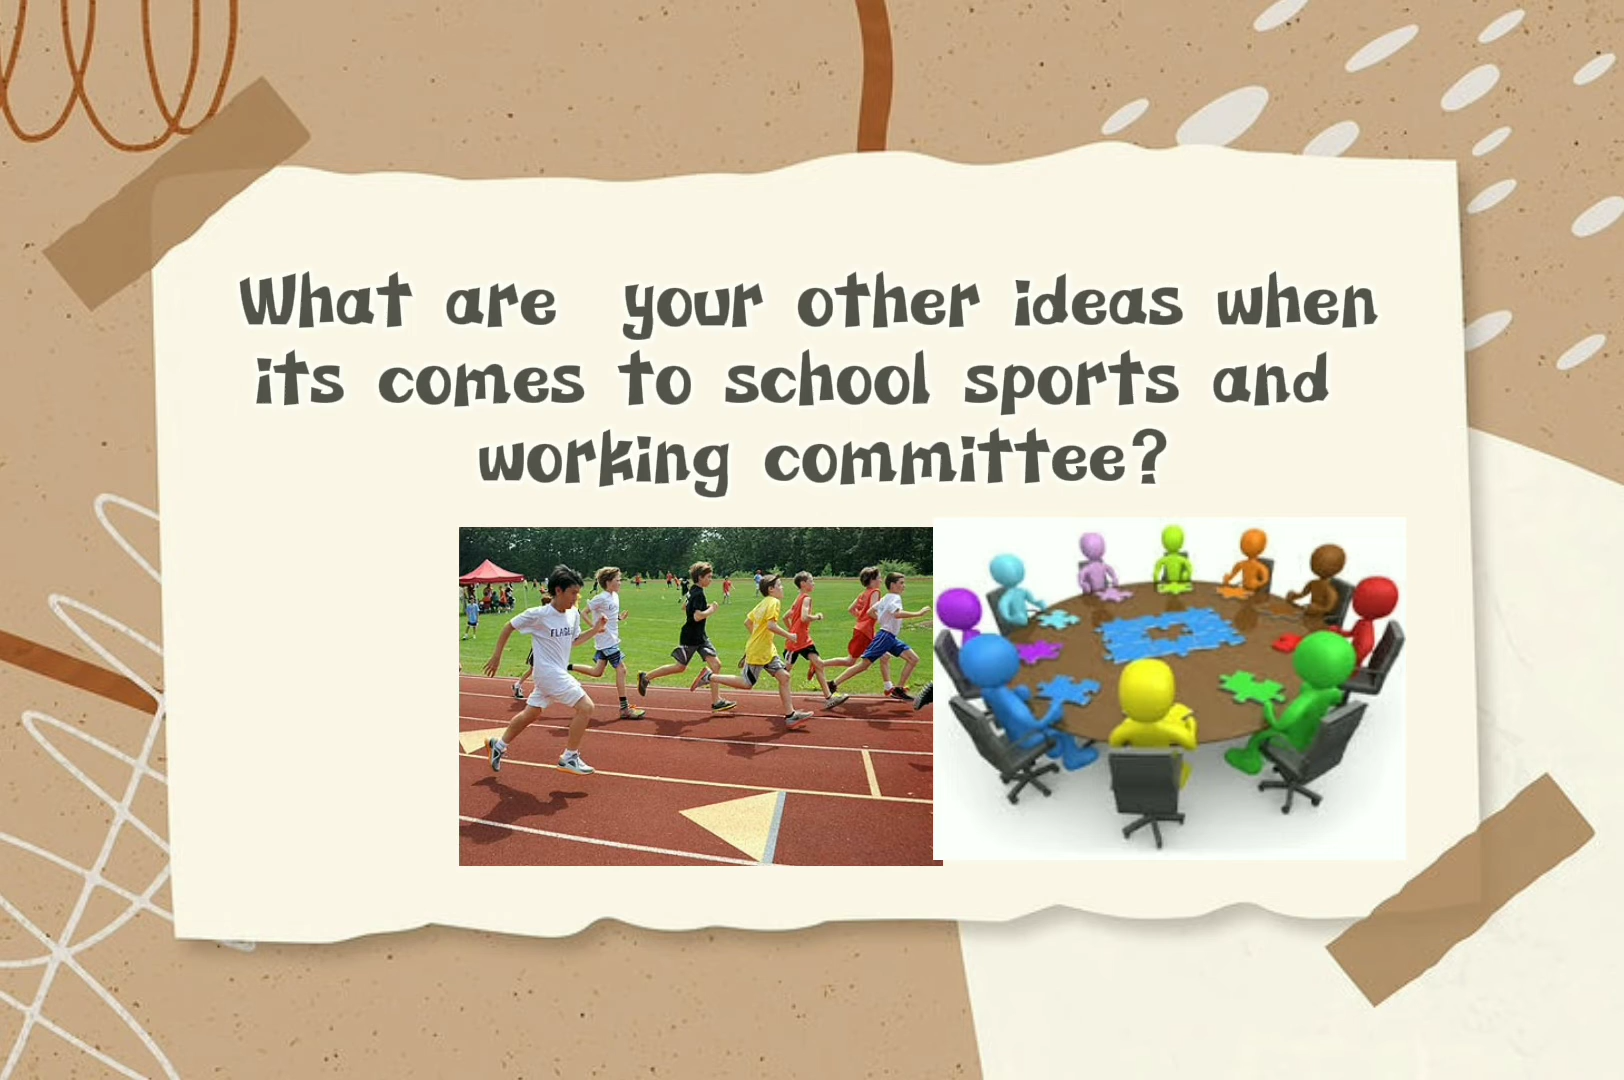 What are your other ideas when
its comes to school sports and
working committee?